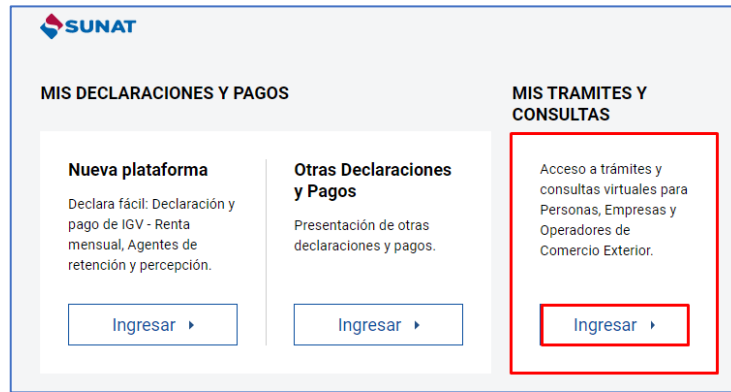 SUNAT
MIS DECLARACIONES Y PAGOS
Nueva plataforma
Declara fácil: Declaración y
pago de IGV - Renta
mensual, Agentes de
retención y percepción.
Ingresar
Otras Declaraciones
y Pagos
Presentación de otras
declaraciones y pagos.
Ingresar
MIS TRAMITES Y
CONSULTAS
Acceso a trámites y
consultas virtuales para
Personas, Empresas y
Operadores de
Comercio Exterior.
Ingresar